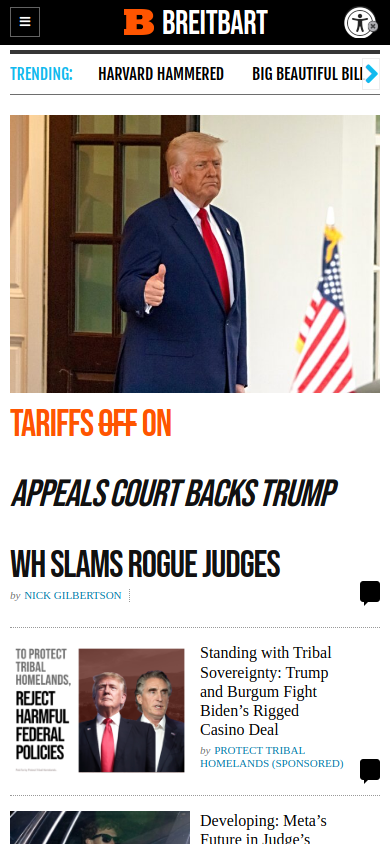 BREITBART
TRENDING:
HARVARD HAMMERED
BIG BEAUTIFUL BILL
TARIFFS OFF ON
APPEALS COURT BACKS TRUMP
WH SLAMS ROGUE JUDGES
by NICK GILBERTSON
TO PROTECT
TRIBAL
HOMELANDS,
REJECT
HARMFUL
FEDERAL
POLICIES
Standing with Tribal
Sovereignty: Trump
and Burgum Fight
Biden's Rigged
Casino Deal
by PROTECT TRIBAL
HOMELANDS (SPONSORED)
Developing: Meta's
Future in Judge's